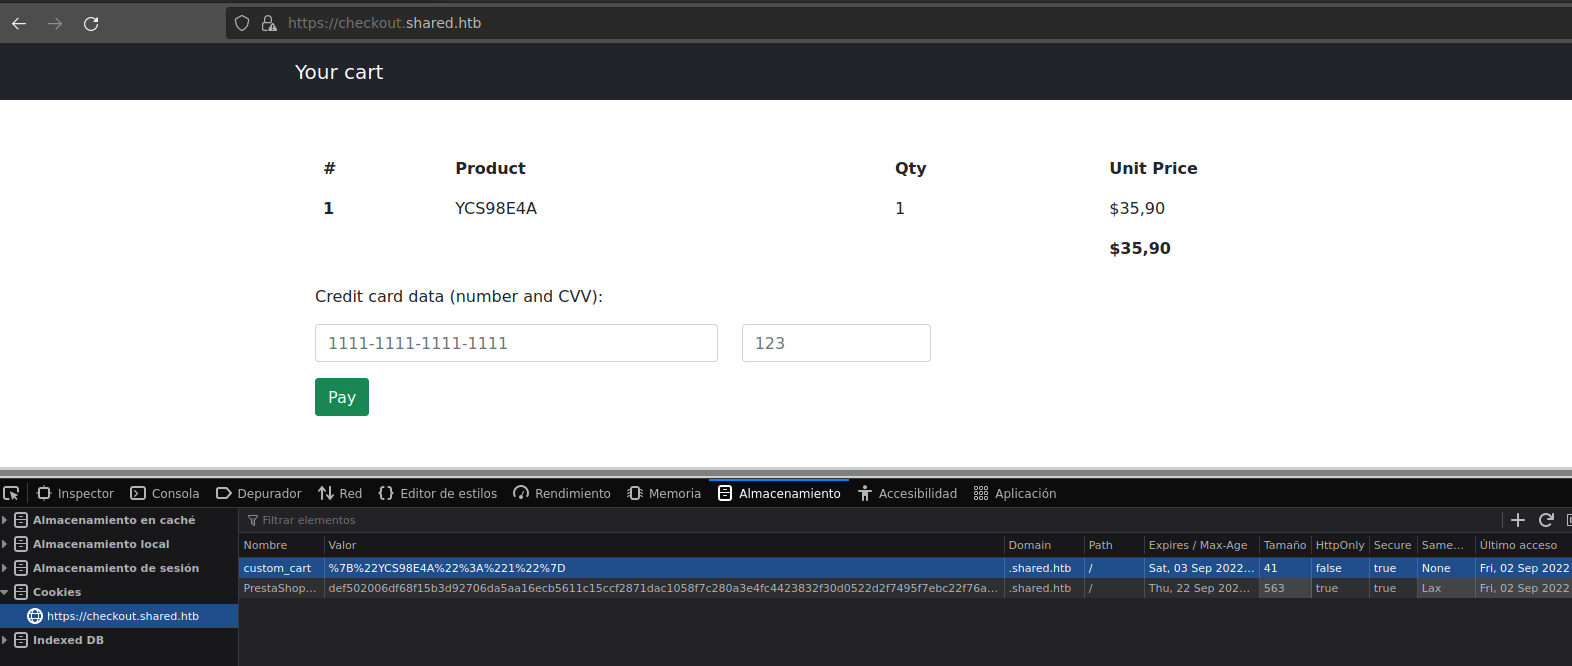 https://checkout.shared.htb
Your cart
# Product Qty Unit Price
1 YCS98E4A 1 $35,90
$35,90
Credit card data (number and CVV):
1111-1111-1111-1111 123
Pay
Inspector Consola Depurador Red Editor de estilos Rendimiento Memoria Almacenamiento Accesibilidad Aplicación
Almacenamiento en caché
Almacenamiento local
Almacenamiento de sesión
Cookies
https://checkout.shared.htb
Indexed DB
Filtrar elementos
Nombre Valor Domain Path Expires / Max-Age Tamaño HttpOnly Secure Same... Último acceso
custom_cart %7B%22YCS98E4A%22%3A%221%22%7D .shared.htb / Sat, 03 Sep 2022... 41 false true None Fri, 02 Sep 2022
PrestaShop... def502006df68f15b3d92706da5aa16ecb5611c15ccf2871dac1058f7c280a3e4fc4423832f30d0522d2f7495f7ebc22f76a... .shared.htb / Thu, 22 Sep 202... 563 true true Lax Fri, 02 Sep 2022